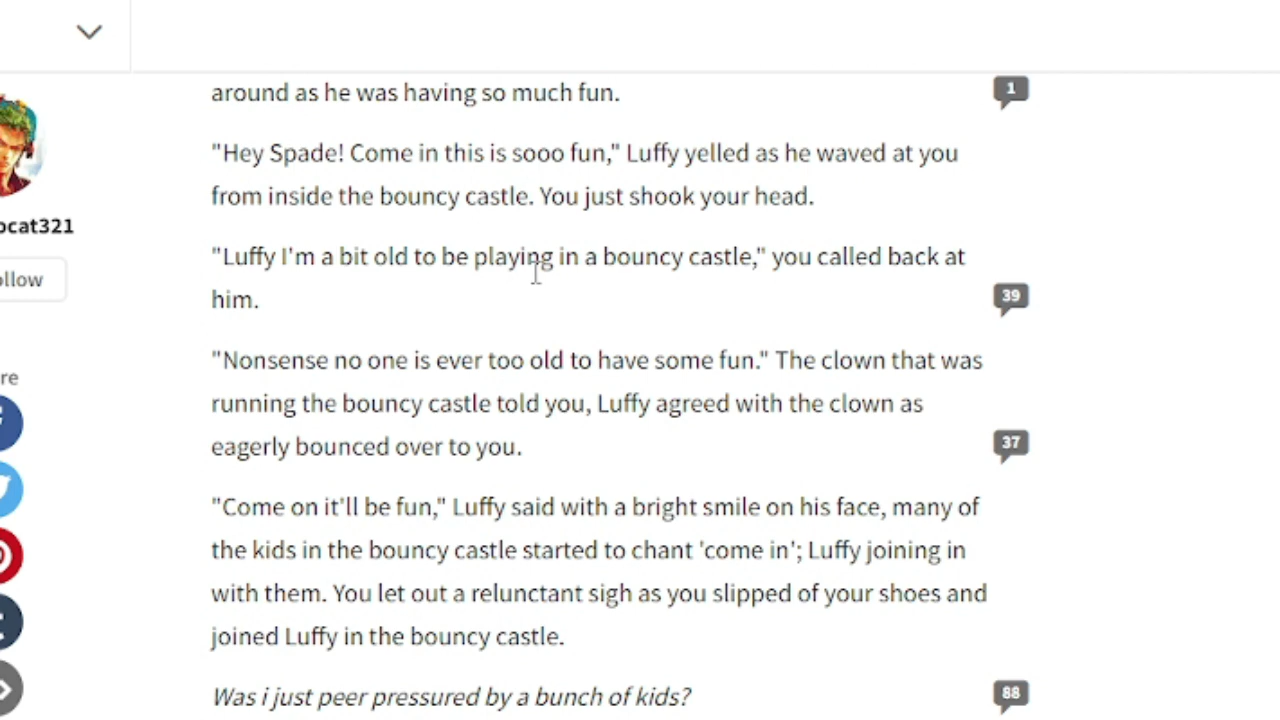 around as he was having so much fun.
1
"Hey Spade! Come in this is sooo fun," Luffy yelled as he waved at you
from inside the bouncy castle. You just shook your head.
ocat321
ollow
"Luffy I'm a bit old to be playing in a bouncy castle," you called back at
him.
39
"Nonsense no one is ever too old to have some fun." The clown that was
running the bouncy castle told you, Luffy agreed with the clown as
eagerly bounced over to you.
37
re
"Come on it'll be fun," Luffy said with a bright smile on his face, many of
the kids in the bouncy castle started to chant 'come in'; Luffy joining in
with them. You let out a relunctant sigh as you slipped of your shoes and
joined Luffy in the bouncy castle.
Was i just peer pressured by a bunch of kids?
88